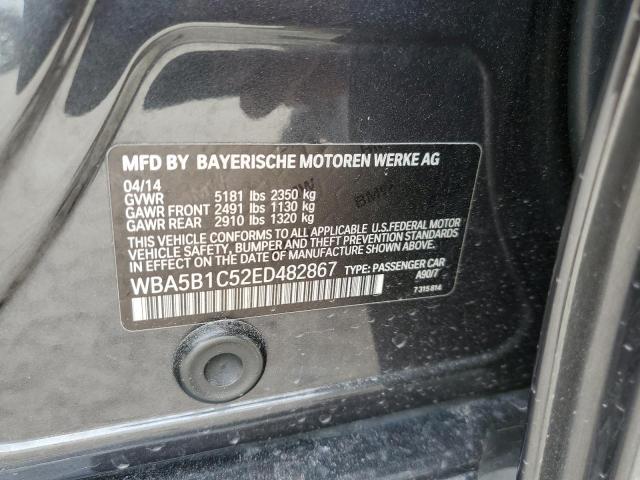 MFD BY BAYERISCHE MOTOREN WERKE AG
04/14
GVWR 5181 lbs 2350 kg
GAWR FRONT 2491 lbs 1130 kg
GAWR REAR 2910 lbs 1320 kg
THIS VEHICLE CONFORMS TO ALL APPLICABLE U.S.FEDERAL MOTOR
VEHICLE SAFETY, BUMPER AND THEFT PREVENTION STANDARDS
IN EFFECT ON THE DATE OF MANUFACTURE SHOWN ABOVE.
WBA5B1C52ED482867 TYPE: PASSENGER CAR
A90/7
7 315 814